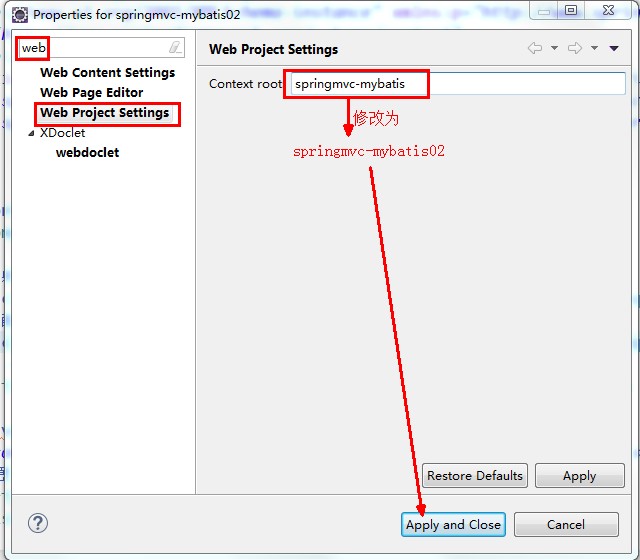 Properties for springmvc-mybatis02
web
Web Content Settings
Web Page Editor
Web Project Settings
XDoclet
webdoclet
Web Project Settings
Context root: springmvc-mybatis
修改为
springmvc-mybatis02
Restore Defaults
Apply
Apply and Close
Cancel